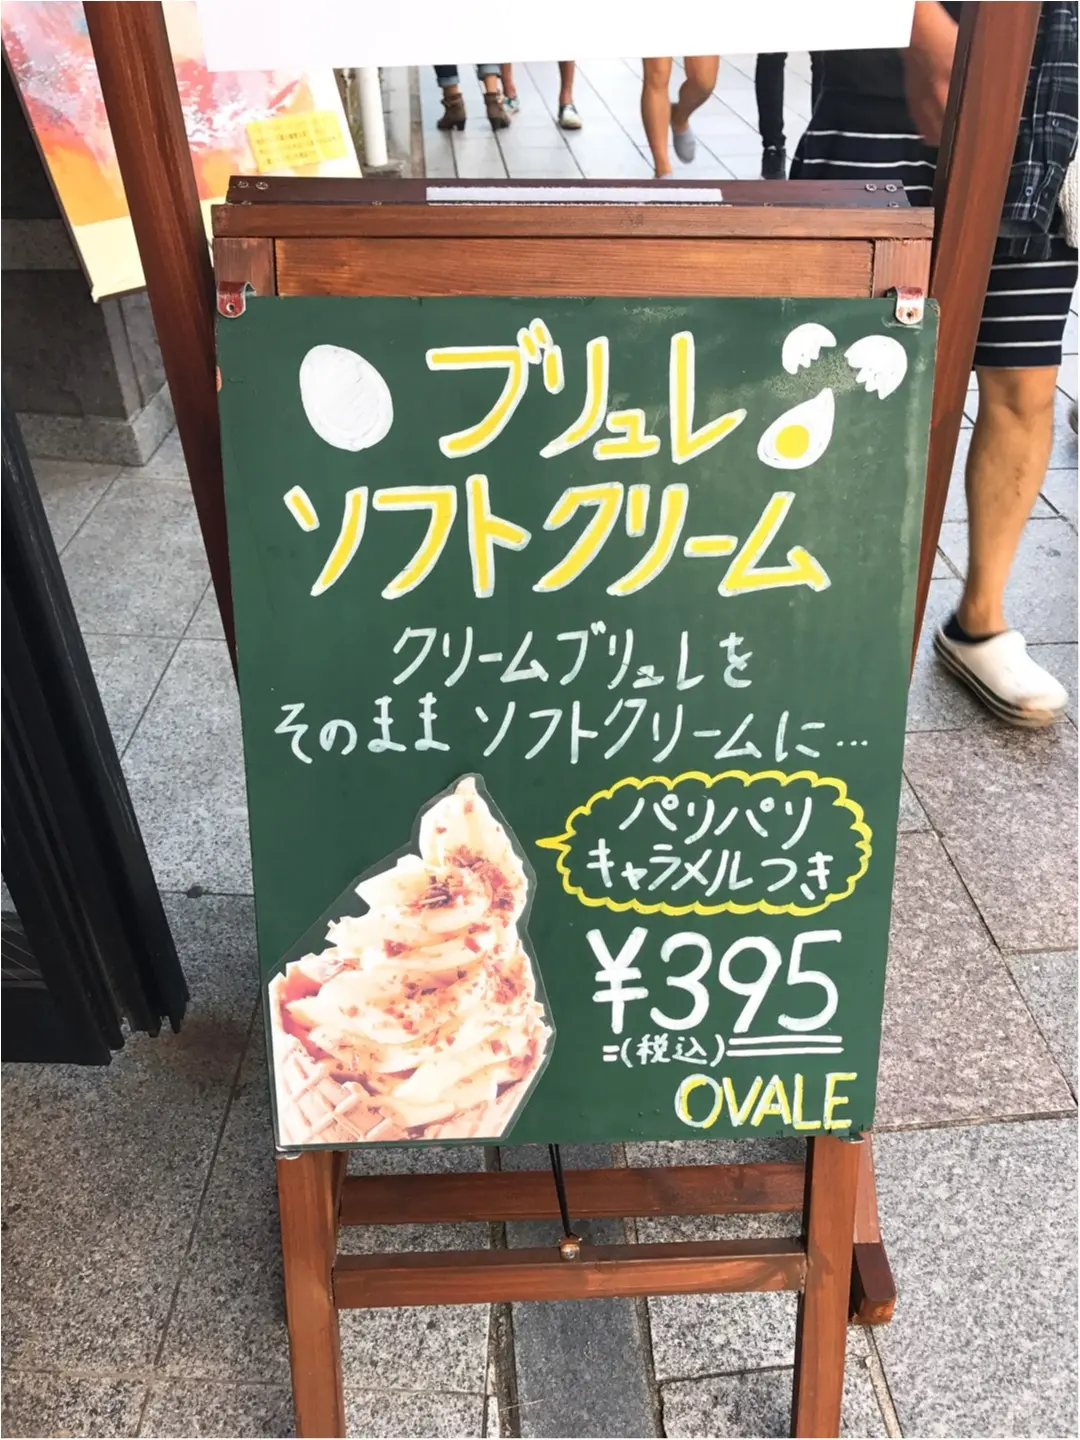 ブリュレ
ソフトクリーム
クリームブリュレを
そのまま ソフトクリームに…
パリパリ
キャラメルつき
¥395
(税込)
OVALE